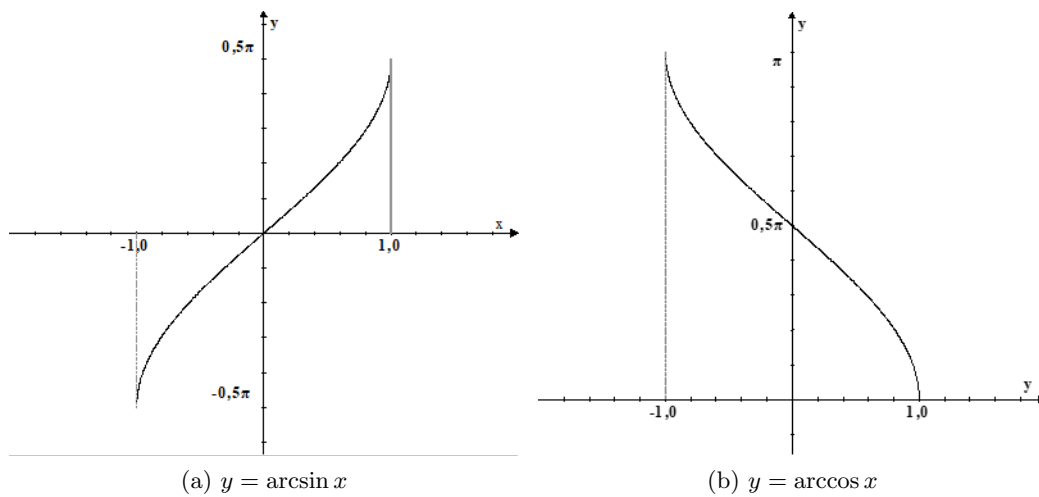 y
0,5π
x
-1,0
1,0
-0,5π
(a) y = arcsin x
y
π
0,5π
y
-1,0
1,0
(b) y = arccos x